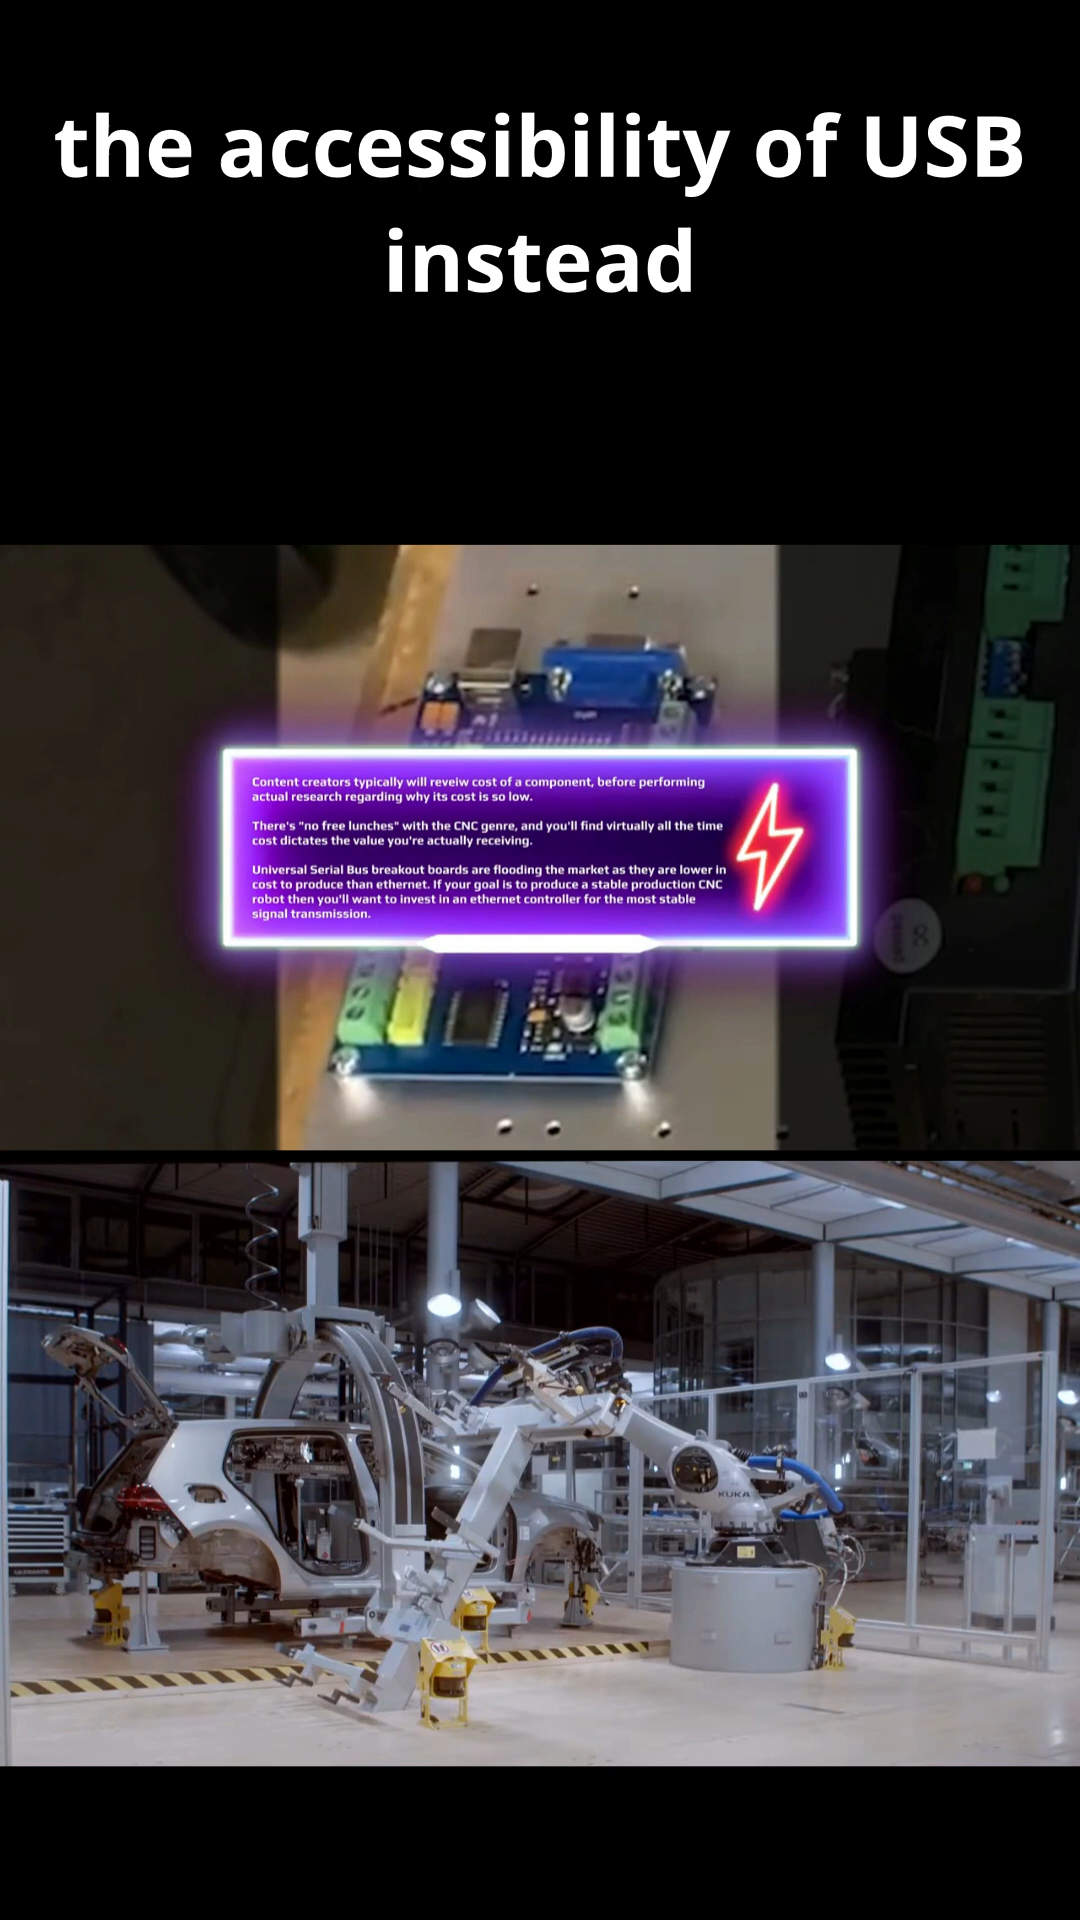 the accessibility of USB
instead
Content creators typically will reveiw cost of a component, before performing
actual research regarding why its cost is so low.
There's "no free lunches" with the CNC genre, and you'll find virtually all the time
cost dictates the value you're actually receiving.
Universal Serial Bus breakout boards are flooding the market as they are lower in
cost to produce than ethernet. If your goal is to produce a stable production CNC
robot then you'll want to invest in an ethernet controller for the most stable
signal transmission.
KUKA